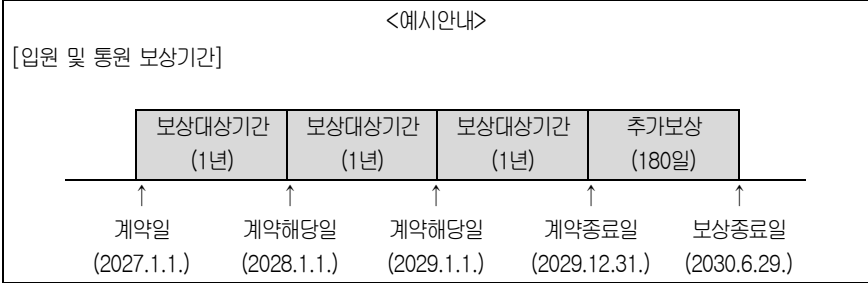 <예시안내>
[입원 및 통원 보상기간]
보상대상기간 보상대상기간 보상대상기간 추가보상
(1년) (1년) (1년) (180일)
↑ ↑ ↑ ↑ ↑
계약일 계약해당일 계약해당일 계약종료일 보상종료일
(2027.1.1.) (2028.1.1.) (2029.1.1.) (2029.12.31.) (2030.6.29.)